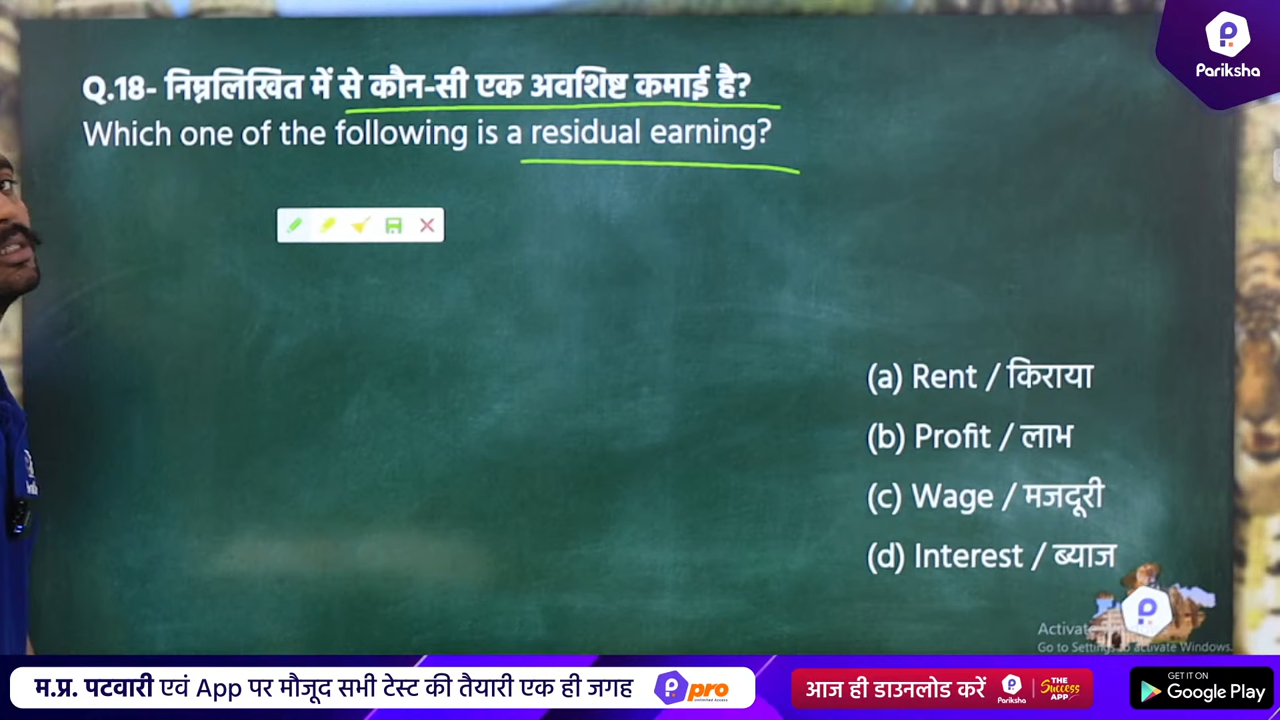 Q.18- निम्नलिखित में से कौन-सी एक अवशिष्ट कमाई है?
Which one of the following is a residual earning?
(a) Rent / किराया
(b) Profit / लाभ
(c) Wage / मजदूरी
(d) Interest / ब्याज
Pariksha
Activate
Go to Settings to activate Windows.
म.प्र. पटवारी एवं App पर मौजूद सभी टेस्ट की तैयारी एक ही जगह
pro
आज ही डाउनलोड करें
Pariksha
THE Success APP
GET IT ON
Google Play